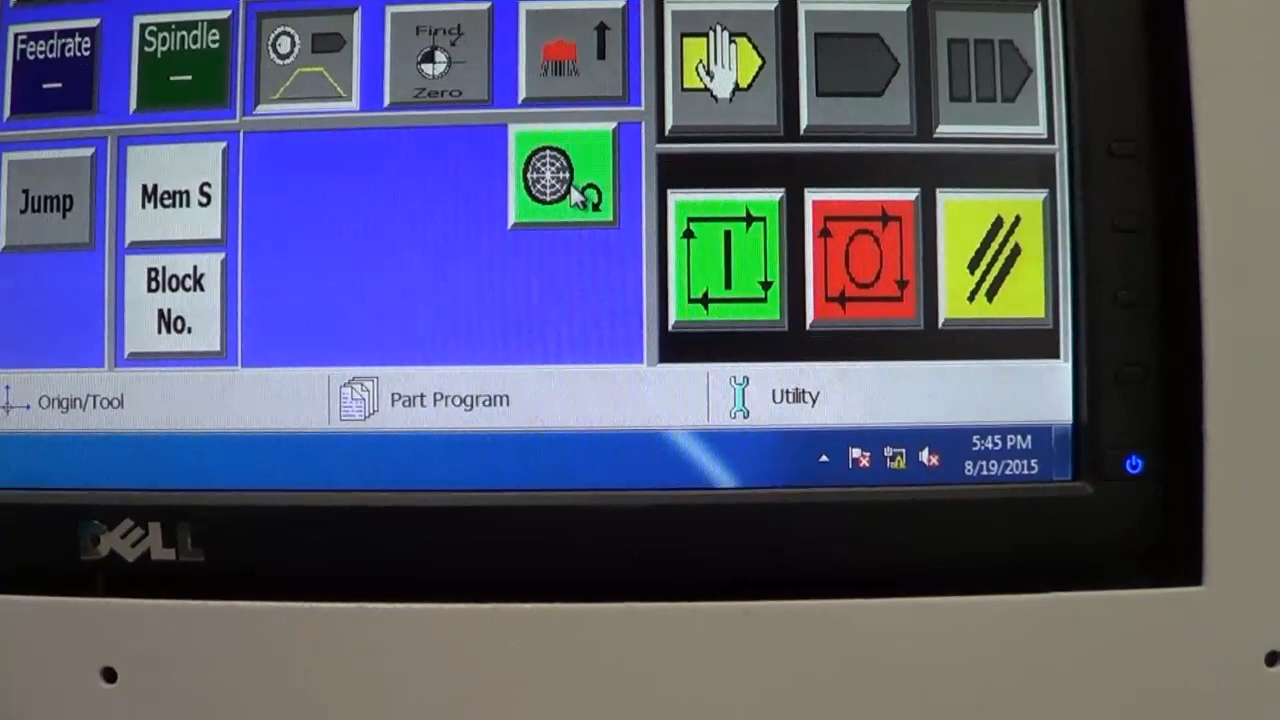 Feedrate
Spindle
Find
Zero
Jump
Mem S
Block
No.
Origin/Tool
Part Program
Utility
5:45 PM
8/19/2015
DELL